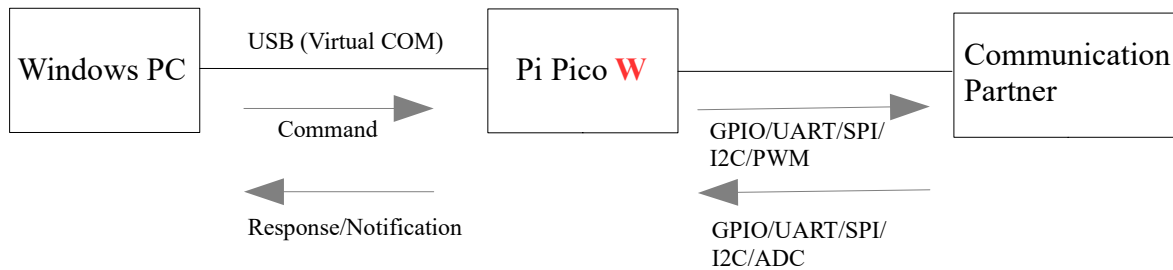 USB (Virtual COM)
Windows PC
Pi Pico W
Communication
Partner
Command
GPIO/UART/SPI/
I2C/PWM
Response/Notification
GPIO/UART/SPI/
I2C/ADC